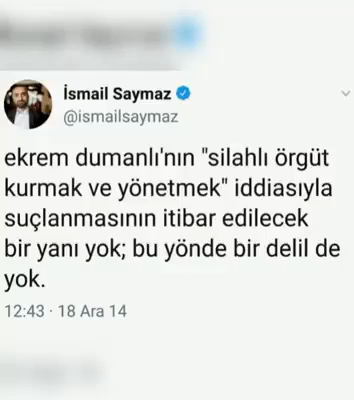 İsmail Saymaz
@ismailsaymaz
ekrem dumanlı'nın "silahlı örgüt
kurmak ve yönetmek" iddiasıyla
suçlanmasının itibar edilecek
bir yanı yok; bu yönde bir delil de
yok.
12:43 · 18 Ara 14